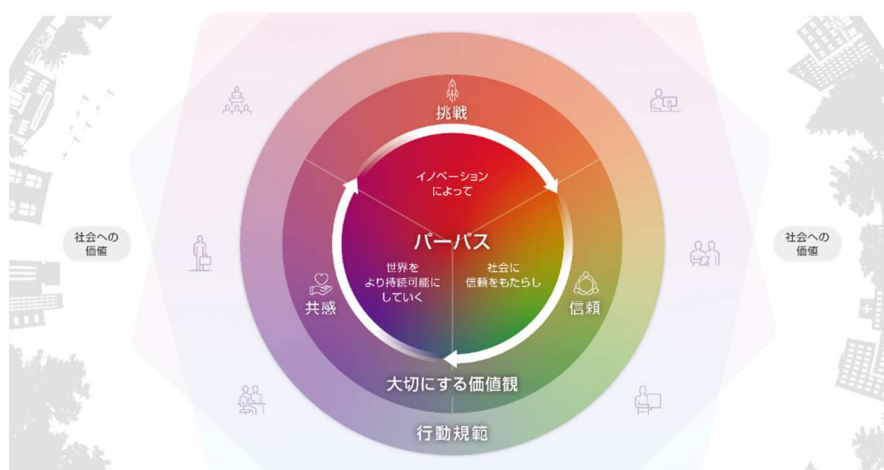 挑戦
イノベーション
によって
パーパス
世界を
より持続可能に
していく
社会に
信頼をもたらし
共感
信頼
大切にする価値観
行動規範
社会への
価値
社会への
価値